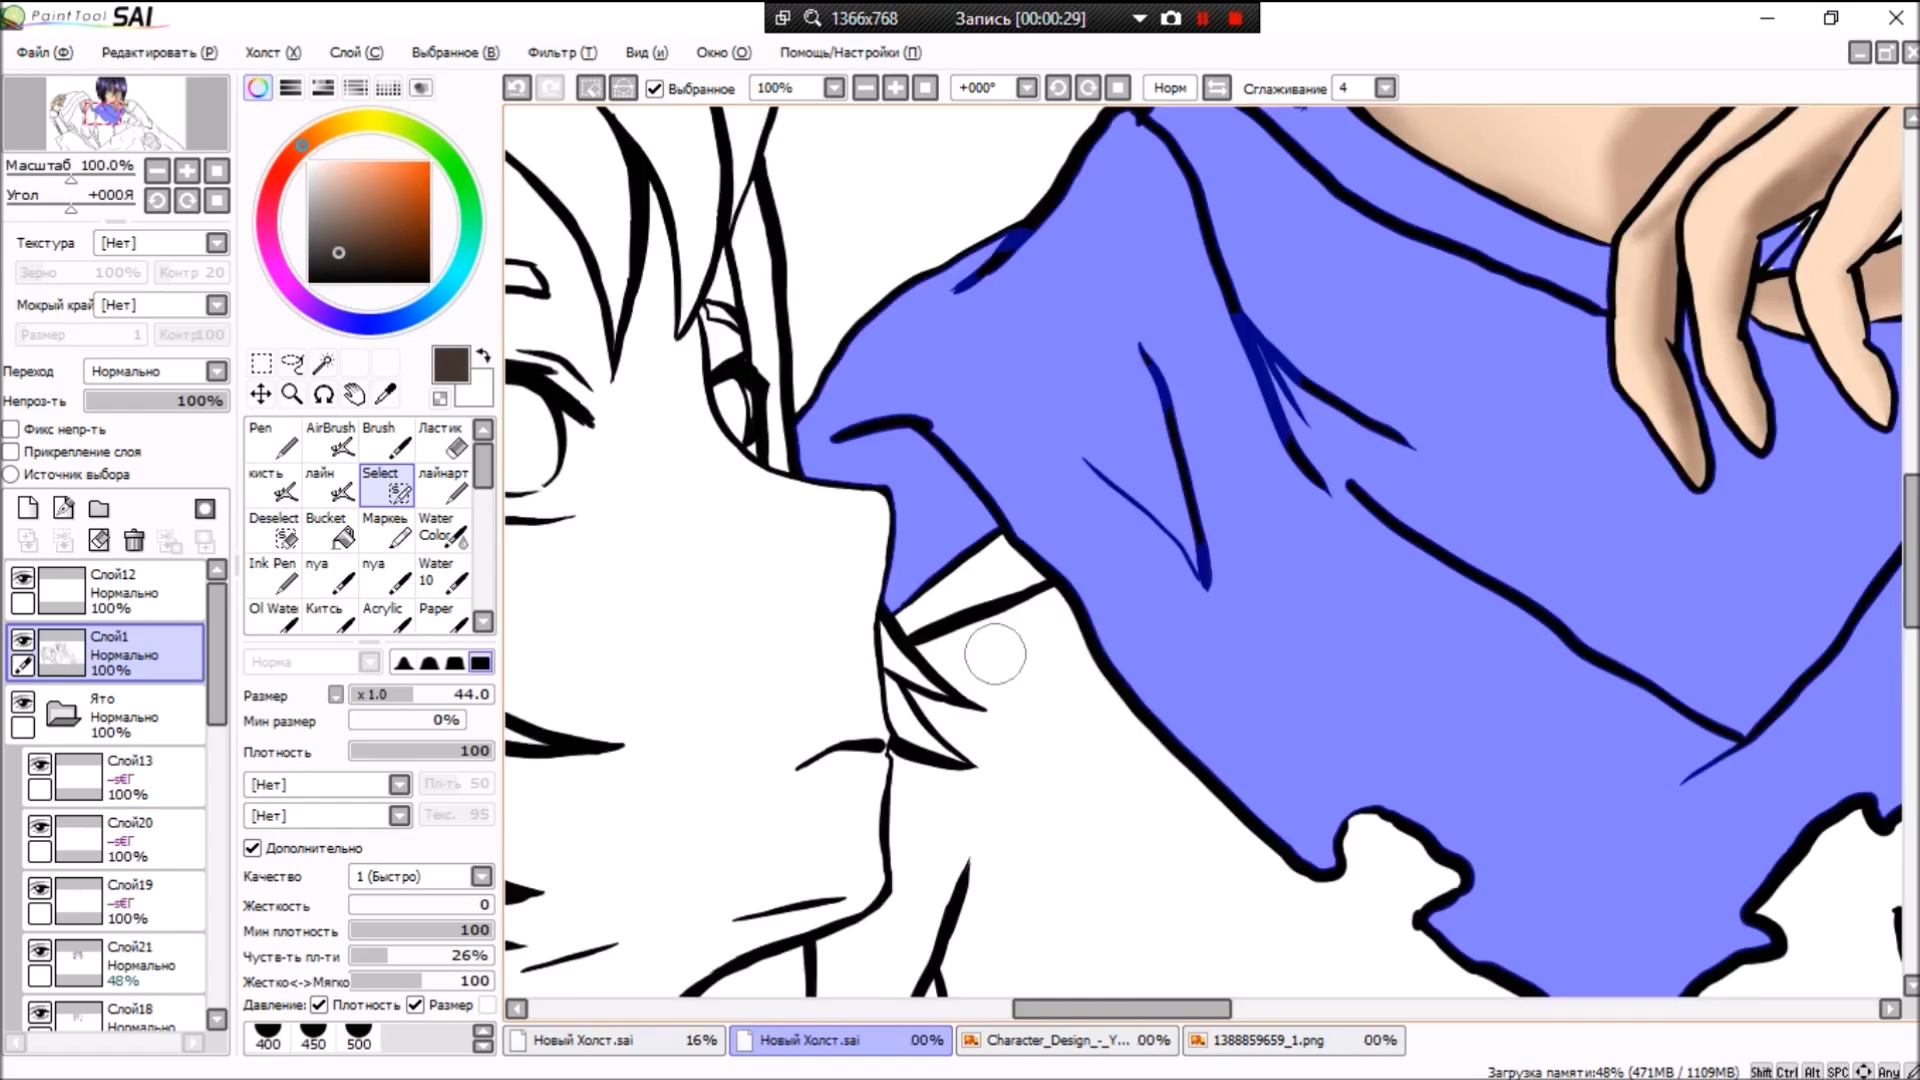 PaintTool SAI
1366x768 Запись [00:00:29]
Файл (Ф) Редактировать (Р) Холст (Х) Слой (С) Выбранное (В) Фильтр (Т) Вид (и) Окно (О) Помощь/Настройки (П)
Выбранное 100% +000° Норм Сглаживание 4
Масштаб 100.0%
Угол +000Я
Текстура [Нет]
Зерно 100% Контр 20
Мокрый край [Нет]
Размер 1 Контр100
Переход Нормально
Непроз-ть 100%
Фикс непр-ть
Прикрепление слоя
Источник выбора
Слой12
Нормально
100%
Слой1
Нормально
100%
Ято
Нормально
100%
Слой13
100%
Слой20
100%
Слой19
100%
Слой21
Нормально
48%
Слой18
Нормально
Pen AirBrush Brush Ластик
кисть лайн Select лайнарт
Deselect Bucket Маркеь Water Color
Ink Pen nya nya Water 10
Ol Wate Китсь Acrylic Paper
Норма
Размер x 1.0 44.0
Мин размер 0%
Плотность 100
[Нет] Пл-ть 50
[Нет] Текс. 95
Дополнительно
Качество 1 (Быстро)
Жесткость 0
Мин плотность 100
Чуств-ть пл-ти 26%
Жестко<->Мягко 100
Давление: Плотность Размер
400 450 500
Новый Холст.sai 16% Новый Холст.sai 00% Character_Design_-_Y... 00% 1388859659_1.png 00%
Загрузка памяти:48% (471MB / 1109MB) Shift Ctrl Alt SPC Any